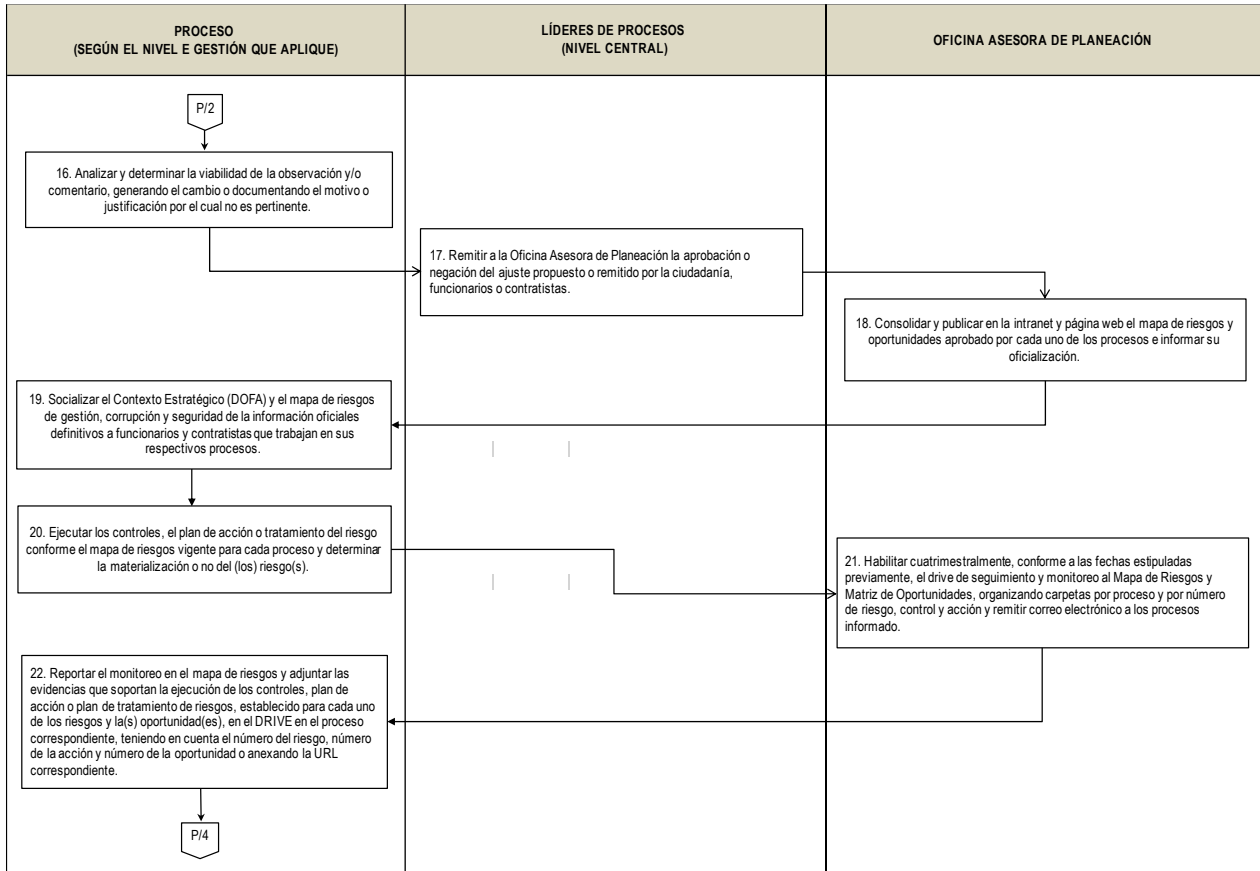 PROCESO
(SEGÚN EL NIVEL E GESTIÓN QUE APLIQUE)
LÍDERES DE PROCESOS
(NIVEL CENTRAL)
OFICINA ASESORA DE PLANEACIÓN
P/2
16. Analizar y determinar la viabilidad de la observación y/o
comentario, generando el cambio o documentando el motivo o
justificación por el cual no es pertinente.
17. Remitir a la Oficina Asesora de Planeación la aprobación o
negación del ajuste propuesto o remitido por la ciudadanía,
funcionarios o contratistas.
18. Consolidar y publicar en la intranet y página web el mapa de riesgos y
oportunidades aprobado por cada uno de los procesos e informar su
oficialización.
19. Socializar el Contexto Estratégico (DOFA) y el mapa de riesgos
de gestión, corrupción y seguridad de la información oficiales
definitivos a funcionarios y contratistas que trabajan en sus
respectivos procesos.
20. Ejecutar los controles, el plan de acción o tratamiento del riesgo
conforme el mapa de riesgos vigente para cada proceso y determinar
la materialización o no del (los) riesgo(s).
21. Habilitar cuatrimestralmente, conforme a las fechas estipuladas
previamente, el drive de seguimiento y monitoreo al Mapa de Riesgos y
Matriz de Oportunidades, organizando carpetas por proceso y por número
de riesgo, control y acción y remitir correo electrónico a los procesos
informado.
22. Reportar el monitoreo en el mapa de riesgos y adjuntar las
evidencias que soportan la ejecución de los controles, plan de
acción o plan de tratamiento de riesgos, establecido para cada uno
de los riesgos y la(s) oportunidad(es), en el DRIVE en el proceso
correspondiente, teniendo en cuenta el número del riesgo, número
de la acción y número de la oportunidad o anexando la URL
correspondiente.
P/4